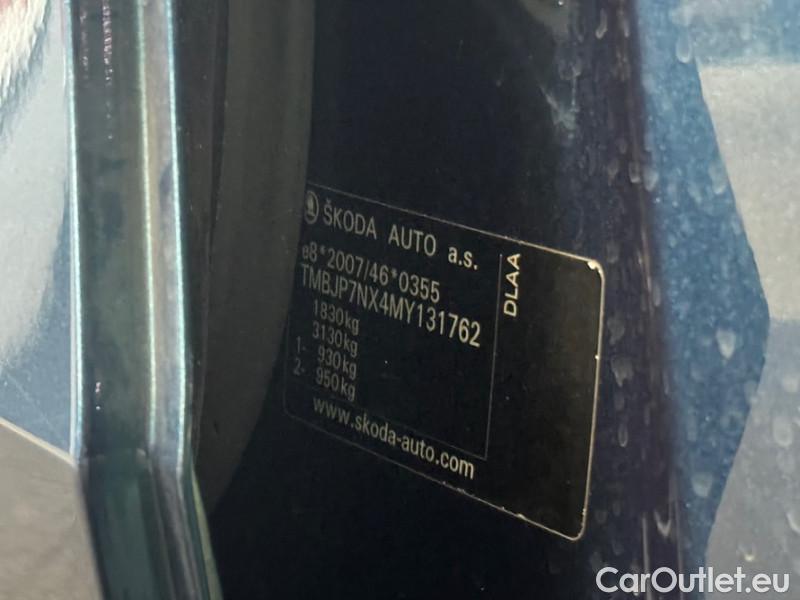 ŠKODA AUTO a.s.
e8*2007/46*0355
TMBJP7NX4MY131762
1830kg
3130kg
1- 930kg
2- 950kg
www.skoda-auto.com
DLAA
CarOutlet.eu